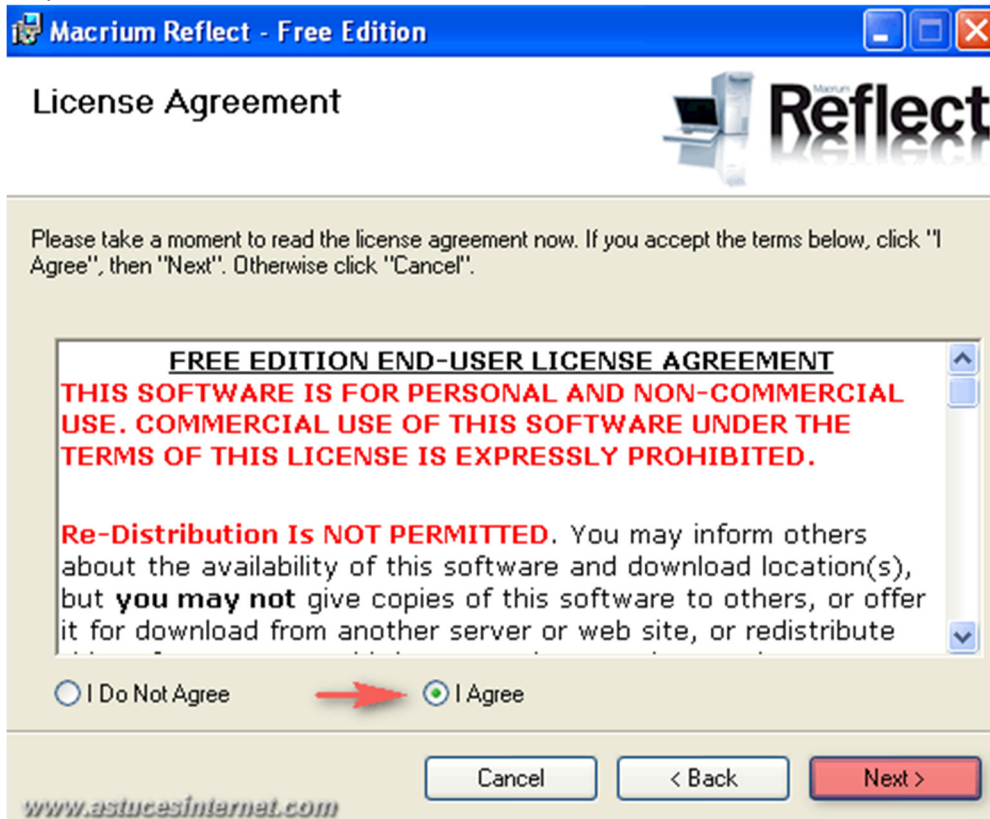 Macrium Reflect - Free Edition
License Agreement
Macrium
Reflect
Please take a moment to read the license agreement now. If you accept the terms below, click "I
Agree", then "Next". Otherwise click "Cancel".
FREE EDITION END-USER LICENSE AGREEMENT
THIS SOFTWARE IS FOR PERSONAL AND NON-COMMERCIAL
USE. COMMERCIAL USE OF THIS SOFTWARE UNDER THE
TERMS OF THIS LICENSE IS EXPRESSLY PROHIBITED.
Re-Distribution Is NOT PERMITTED. You may inform others
about the availability of this software and download location(s),
but you may not give copies of this software to others, or offer
it for download from another server or web site, or redistribute
I Do Not Agree
I Agree
Cancel
< Back
Next >
www.astucesinternet.com